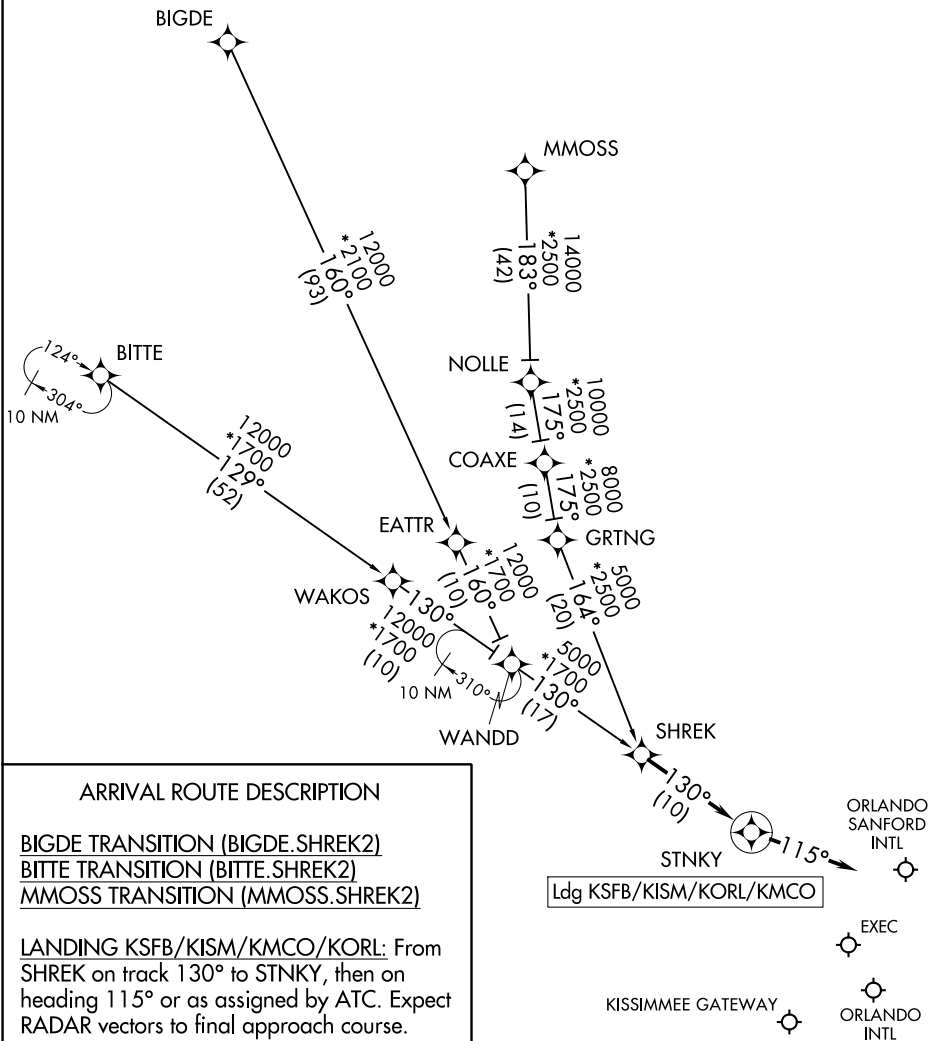 BIGDE
MMOSS
12000
*2100
160°
(93)
14000
*2500
183°
(42)
BITTE
124°
304°
10 NM
NOLLE
10000
*2500
175°
(14)
12000
*1700
129°
(52)
COAXE
8000
*2500
175°
(10)
EATTR
GRTNG
12000
*1700
160°
(10)
5000
*2500
164°
(20)
WAKOS
130°
12000
*1700
(10)
310°
10 NM
5000
*1700
130°
(17)
WANDD
SHREK
130°
(10)
STNKY
115°
Ldg KSFB/KISM/KORL/KMCO
ORLANDO
SANFORD
INTL
EXEC
KISSIMMEE GATEWAY
ORLANDO
INTL
ARRIVAL ROUTE DESCRIPTION
BIGDE TRANSITION (BIGDE.SHREK2)
BITTE TRANSITION (BITTE.SHREK2)
MMOSS TRANSITION (MMOSS.SHREK2)
LANDING KSFB/KISM/KMCO/KORL: From
SHREK on track 130° to STNKY, then on
heading 115° or as assigned by ATC. Expect
RADAR vectors to final approach course.